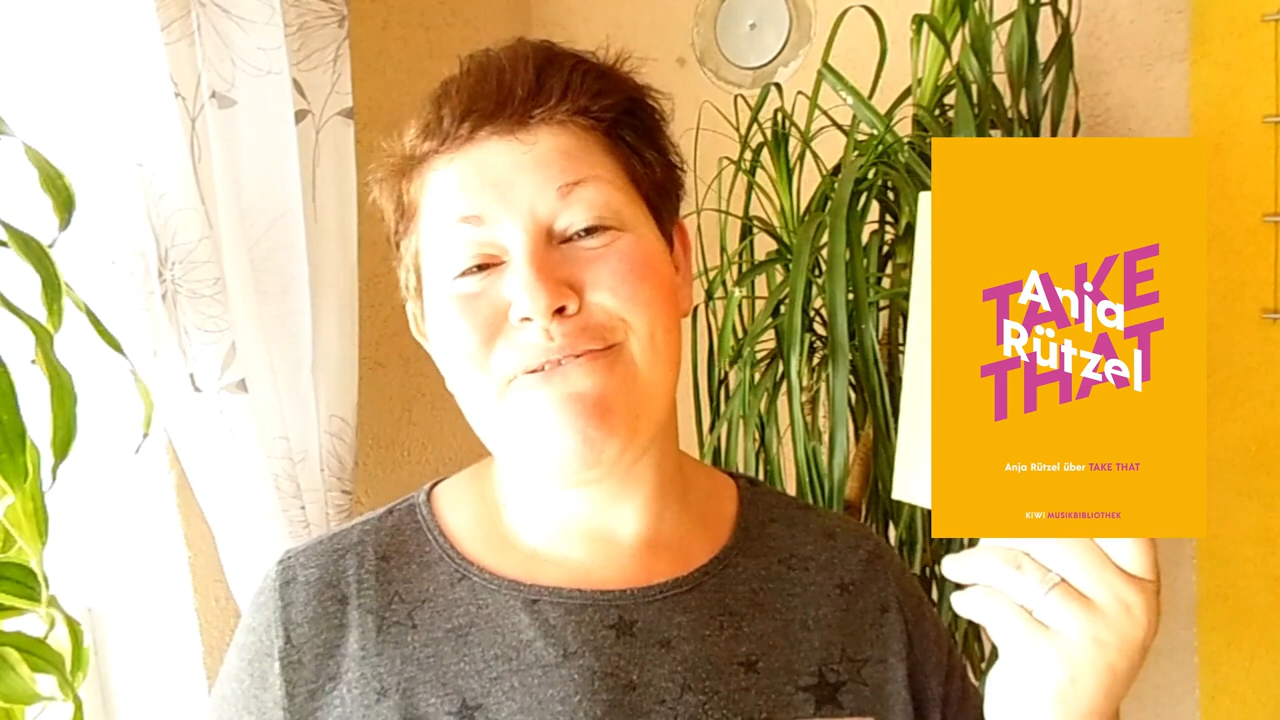 TAKE
Anja
Rützel
THAT
Anja Rützel über TAKE THAT
KiWi MUSIKBIBLIOTHEK